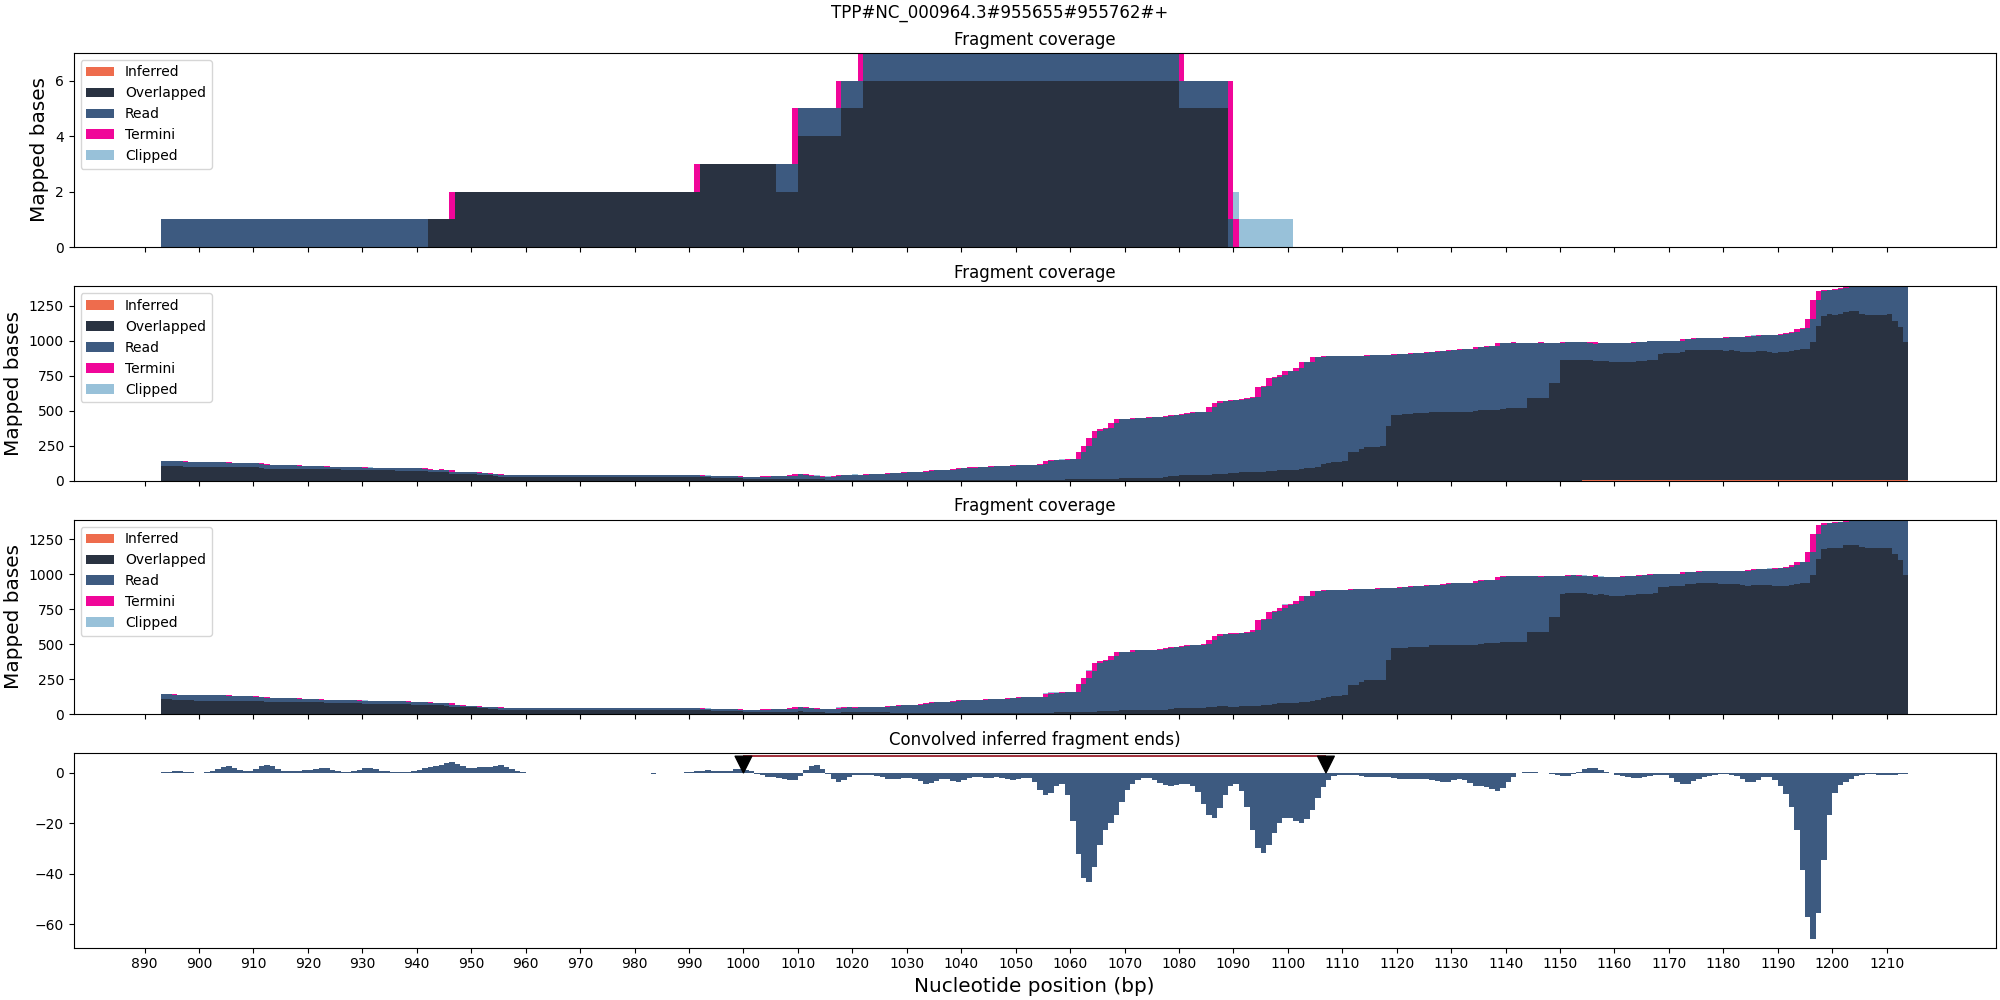 TPP#NC_000964.3#955655#955762#+
Fragment coverage
Mapped bases
6
4
2
0
Inferred
Overlapped
Read
Termini
Clipped
Fragment coverage
Mapped bases
1250
1000
750
500
250
0
Inferred
Overlapped
Read
Termini
Clipped
Fragment coverage
Mapped bases
1250
1000
750
500
250
0
Inferred
Overlapped
Read
Termini
Clipped
Convolved inferred fragment ends)
0
−20
−40
−60
890 900 910 920 930 940 950 960 970 980 990 1000 1010 1020 1030 1040 1050 1060 1070 1080 1090 1100 1110 1120 1130 1140 1150 1160 1170 1180 1190 1200 1210
Nucleotide position (bp)